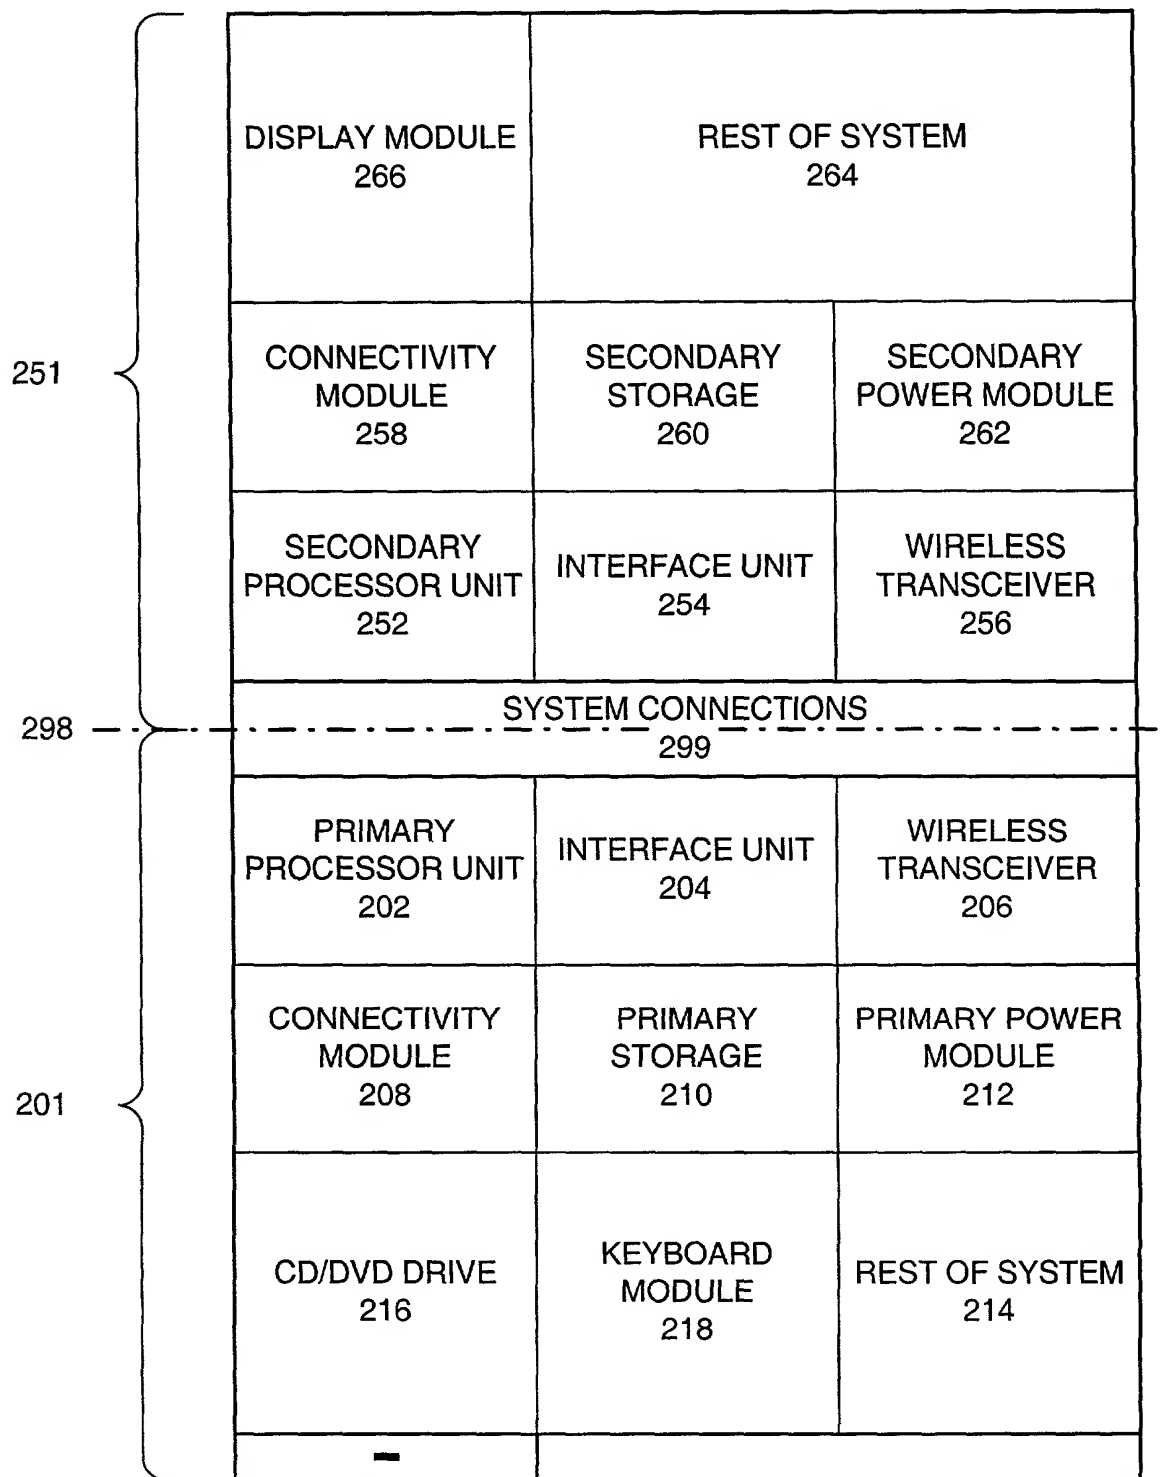 DISPLAY MODULE
266
REST OF SYSTEM
264
251
CONNECTIVITY
MODULE
258
SECONDARY
STORAGE
260
SECONDARY
POWER MODULE
262
SECONDARY
PROCESSOR UNIT
252
INTERFACE UNIT
254
WIRELESS
TRANSCEIVER
256
298
SYSTEM CONNECTIONS
299
PRIMARY
PROCESSOR UNIT
202
INTERFACE UNIT
204
WIRELESS
TRANSCEIVER
206
201
CONNECTIVITY
MODULE
208
PRIMARY
STORAGE
210
PRIMARY POWER
MODULE
212
CD/DVD DRIVE
216
KEYBOARD
MODULE
218
REST OF SYSTEM
214